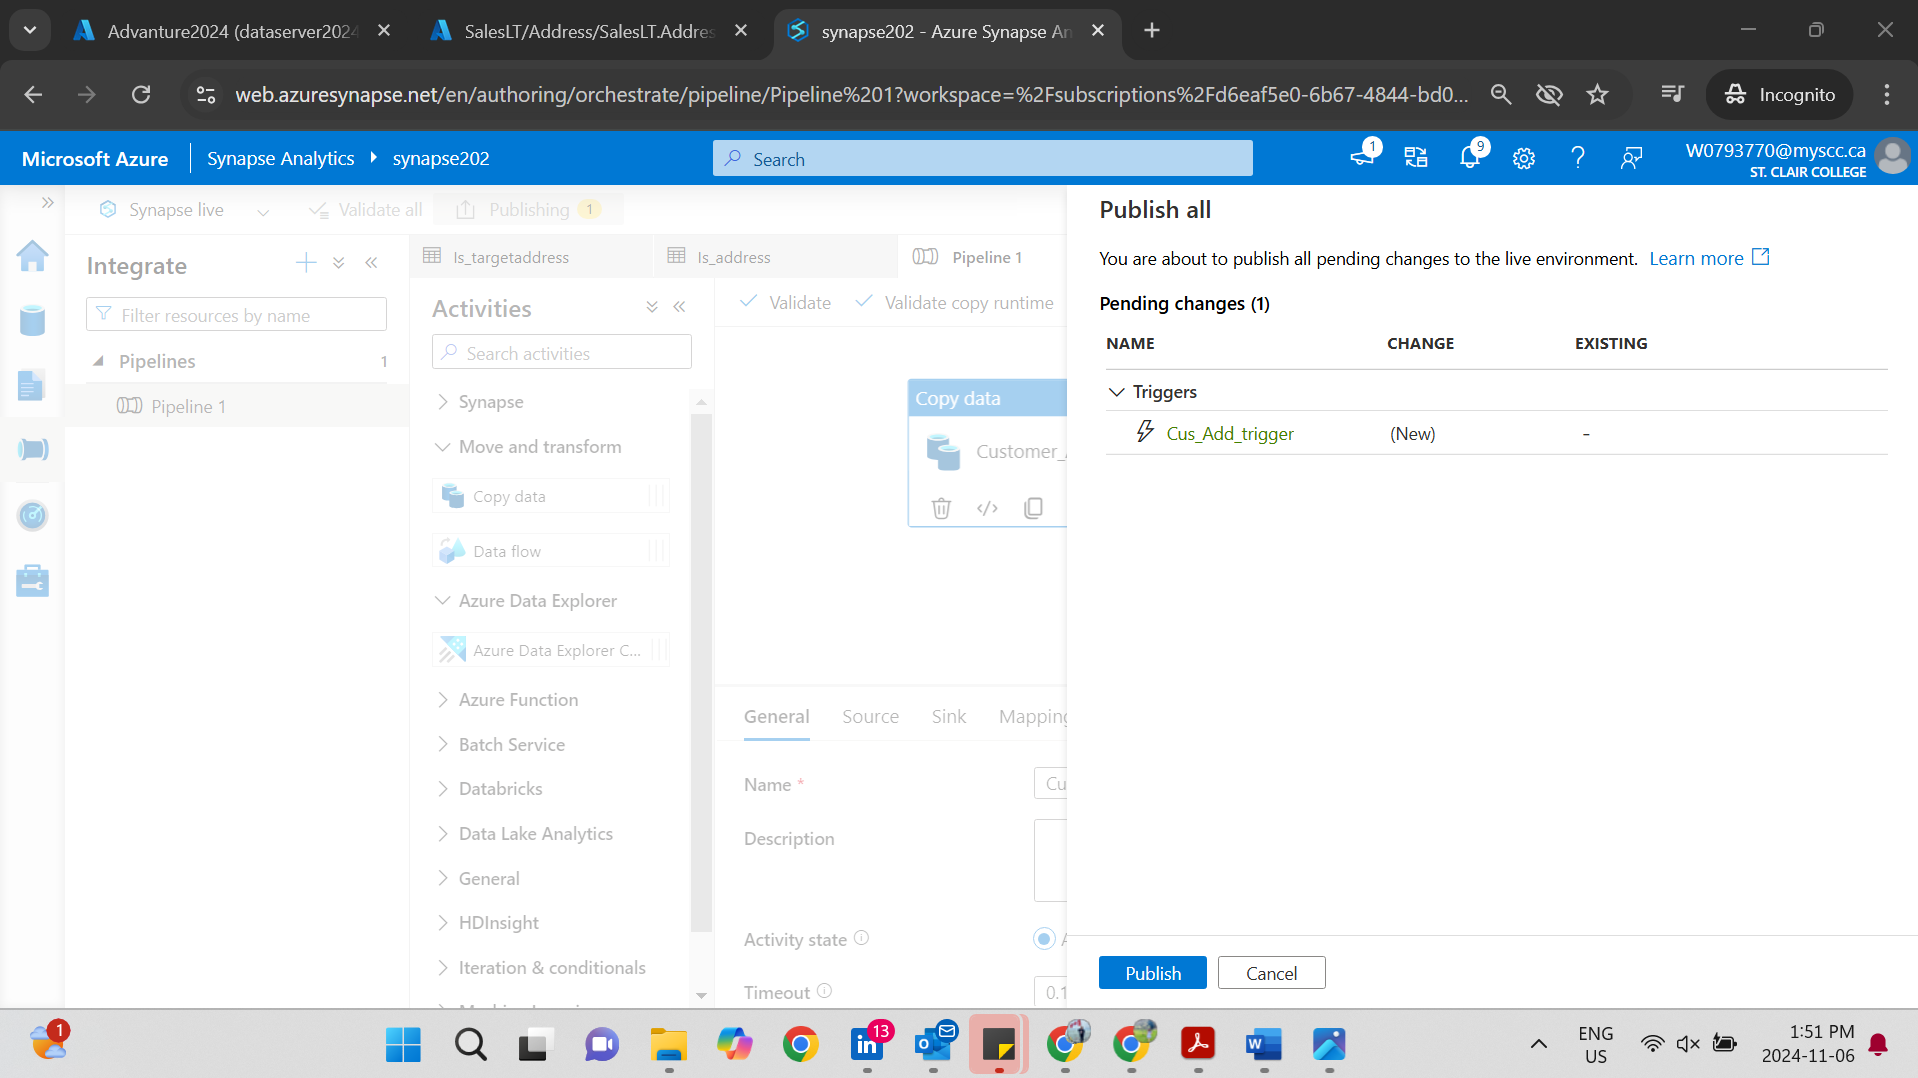 Advanture2024 (dataserver2024
SalesLT/Address/SalesLT.Addres
synapse202 - Azure Synapse An
web.azuresynapse.net/en/authoring/orchestrate/pipeline/Pipeline%201?workspace=%2Fsubscriptions%2Fd6eaf5e0-6b67-4844-bd0...
Incognito
Microsoft Azure
Synapse Analytics
synapse202
Search
1
9
W0793770@myscc.ca
ST. CLAIR COLLEGE
Synapse live
Validate all
Publishing 1
Integrate
Filter resources by name
Pipelines 1
Pipeline 1
ls_targetaddress
ls_address
Pipeline 1
Activities
Search activities
Synapse
Move and transform
Copy data
Data flow
Azure Data Explorer
Azure Data Explorer C...
Azure Function
Batch Service
Databricks
Data Lake Analytics
General
HDInsight
Iteration & conditionals
Validate
Validate copy runtime
Copy data
Customer_
General
Source
Sink
Mapping
Name *
Cu
Description
Activity state
Timeout
0.1
Publish all
You are about to publish all pending changes to the live environment. Learn more
Pending changes (1)
NAME CHANGE EXISTING
Triggers
Cus_Add_trigger (New) -
Publish
Cancel
1
13
ENG
US
1:51 PM
2024-11-06